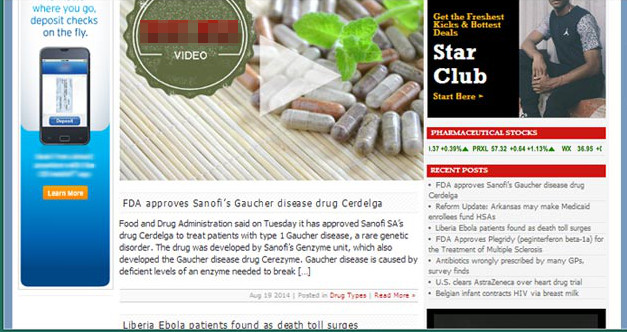 where you go,
deposit checks
on the fly.
Deposit
Learn More
VIDEO
FDA approves Sanofi's Gaucher disease drug Cerdelga
Food and Drug Administration said on Tuesday it has approved Sanofi SA's
drug Cerdelga to treat patients with type 1 Gaucher disease, a rare genetic
disorder. The drug was developed by Sanofi's Genzyme unit, which also
developed the Gaucher disease drug Cerezyme. Gaucher disease is caused by
deficient levels of an enzyme needed to break [...]
Aug 19 2014 | Posted in Drug Types | Read More »
Liberia Ebola patients found as death toll surges
Get the Freshest
Kicks & Hottest
Deals
Star
Club
Start Here ►
PHARMACEUTICAL STOCKS
1.37 +0.39%▲ PRXL 57.32 +0.64 +1.13%▲ WX 36.95 +(
RECENT POSTS
• FDA approves Sanofi's Gaucher disease drug
Cerdelga
• Reform Update: Arkansas may make Medicaid
enrollees fund HSAs
• Liberia Ebola patients found as death toll surges
• FDA Approves Plegridy (peginterferon beta-1a) for
the Treatment of Multiple Sclerosis
• Antibiotics wrongly prescribed by many GPs,
survey finds
• U.S. clears AstraZeneca over heart drug trial
• Belgian infant contracts HIV via breast milk